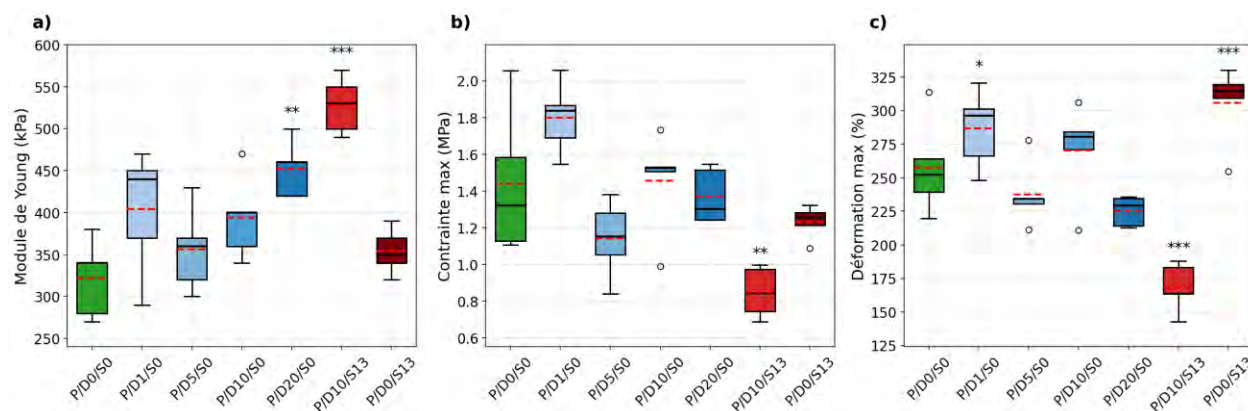 a)
Module de Young (kPa)
600
550
500
450
400
350
300
250
**
***
P/D0/S0
P/D1/S0
P/D5/S0
P/D10/S0
P/D20/S0
P/D10/S13
P/D0/S13
b)
Contrainte max (MPa)
2.0
1.8
1.6
1.4
1.2
1.0
0.8
0.6
**
P/D0/S0
P/D1/S0
P/D5/S0
P/D10/S0
P/D20/S0
P/D10/S13
P/D0/S13
c)
Déformation max (%)
325
300
275
250
225
200
175
150
125
*
***
***
P/D0/S0
P/D1/S0
P/D5/S0
P/D10/S0
P/D20/S0
P/D10/S13
P/D0/S13